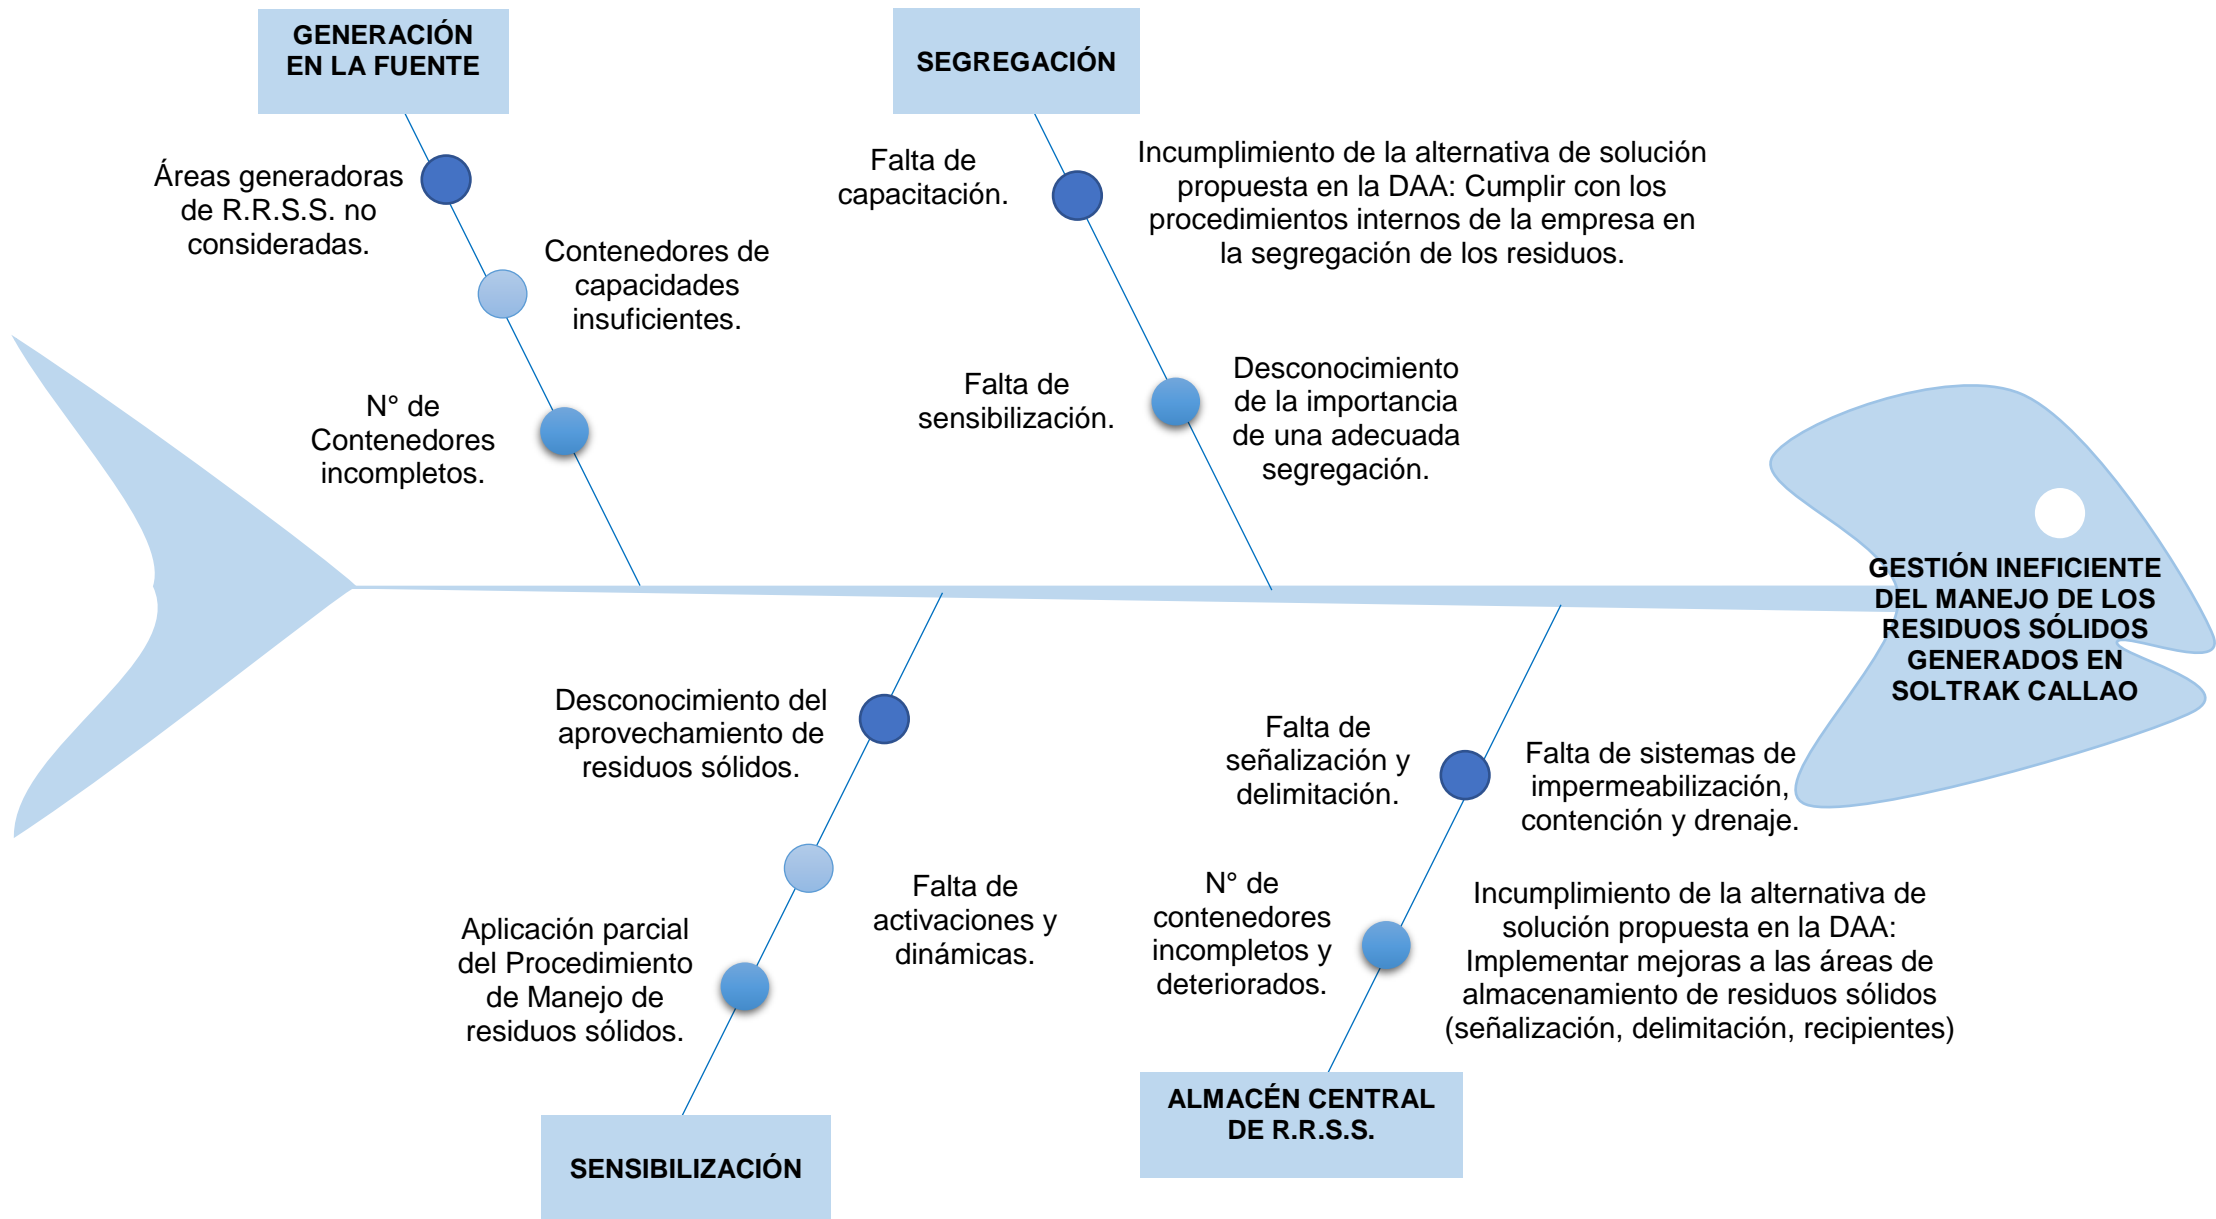 GENERACIÓN
EN LA FUENTE
SEGREGACIÓN
Áreas generadoras
de R.R.S.S. no
consideradas.
Contenedores de
capacidades
insuficientes.
N° de
Contenedores
incompletos.
Falta de
capacitación.
Incumplimiento de la alternativa de solución
propuesta en la DAA: Cumplir con los
procedimientos internos de la empresa en
la segregación de los residuos.
Falta de
sensibilización.
Desconocimiento
de la importancia
de una adecuada
segregación.
GESTIÓN INEFICIENTE
DEL MANEJO DE LOS
RESIDUOS SÓLIDOS
GENERADOS EN
SOLTRAK CALLAO
Desconocimiento del
aprovechamiento de
residuos sólidos.
Falta de
activaciones y
dinámicas.
Aplicación parcial
del Procedimiento
de Manejo de
residuos sólidos.
Falta de
señalización y
delimitación.
Falta de sistemas de
impermeabilización,
contención y drenaje.
N° de
contenedores
incompletos y
deteriorados.
Incumplimiento de la alternativa de
solución propuesta en la DAA:
Implementar mejoras a las áreas de
almacenamiento de residuos sólidos
(señalización, delimitación, recipientes)
SENSIBILIZACIÓN
ALMACÉN CENTRAL
DE R.R.S.S.